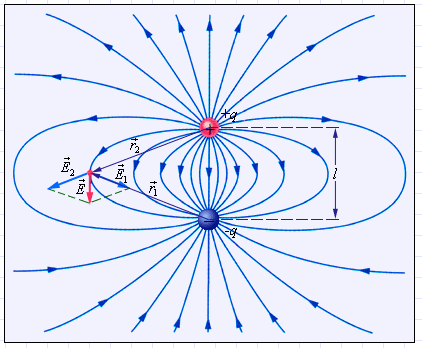 +q
+
r⃗₂
E⃗₂
E⃗
E⃗₁
r⃗₁
l
-q